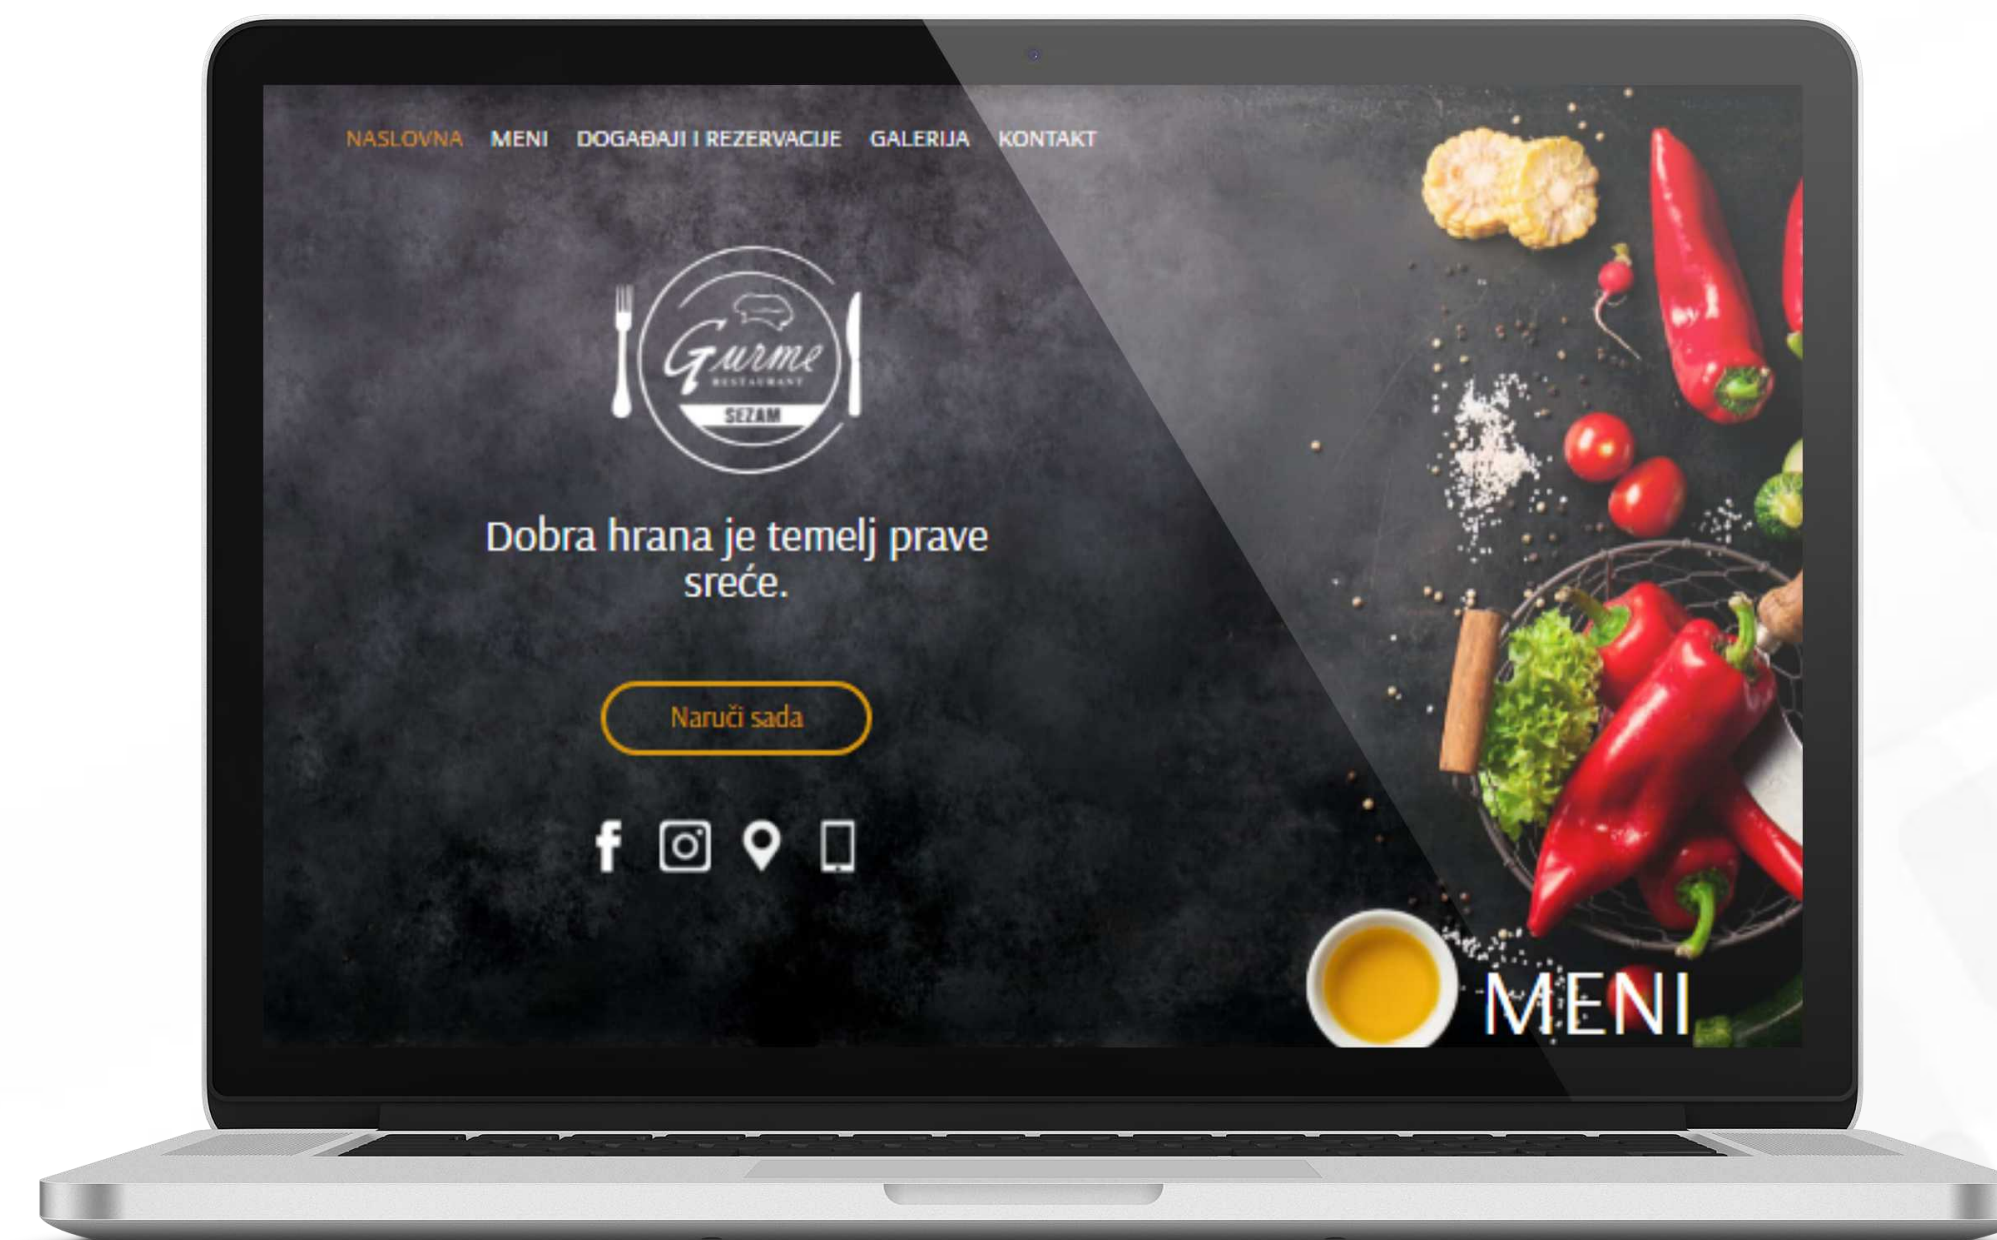 NASLOVNA MENI DOGAĐAJI I REZERVACIJE GALERIJA KONTAKT
Gurme
RESTAURANT
SEZAM
Dobra hrana je temelj prave
sreće.
Naruči sada
MENI